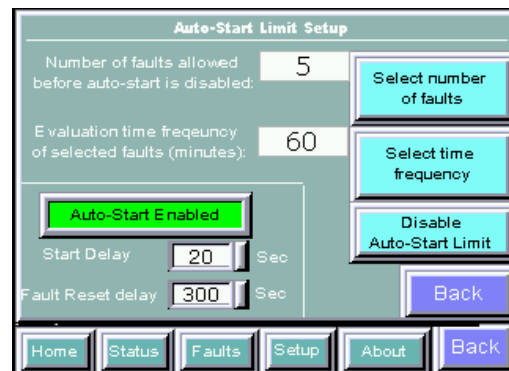 Auto-Start Limit Setup
Number of faults allowed
before auto-start is disabled:
5
Select number
of faults
Evaluation time freqeuncy
of selected faults (minutes):
60
Select time
frequency
Auto-Start Enabled
Disable
Auto-Start Limit
Start Delay
20
Sec
Fault Reset delay
300
Sec
Back
Home
Status
Faults
Setup
About
Back